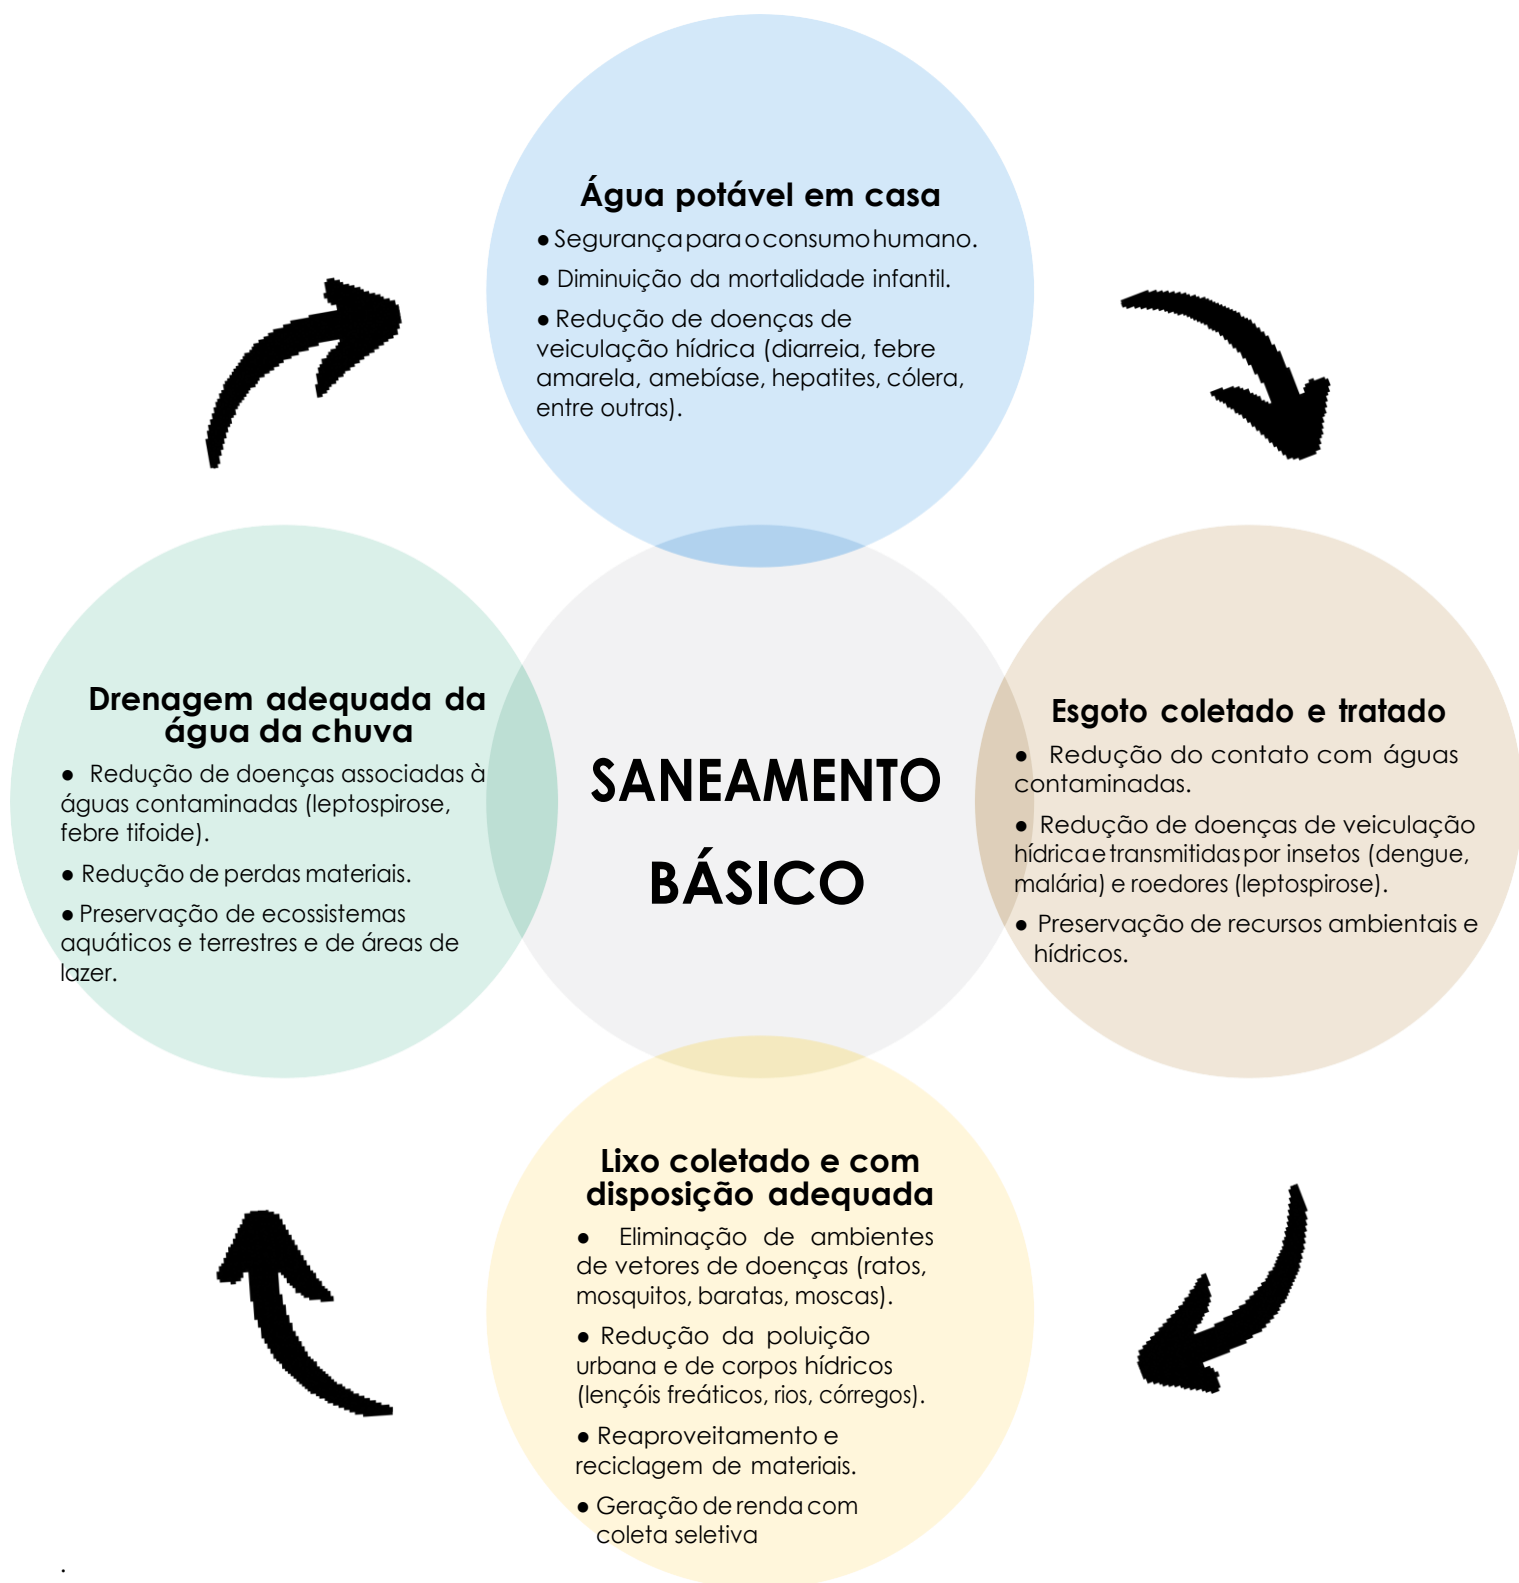 Água potável em casa
● Segurança para o consumo humano.
● Diminuição da mortalidade infantil.
● Redução de doenças de
veiculação hídrica (diarreia, febre
amarela, amebíase, hepatites, cólera,
entre outras).
Drenagem adequada da
água da chuva
● Redução de doenças associadas à
águas contaminadas (leptospirose,
febre tifoide).
● Redução de perdas materiais.
● Preservação de ecossistemas
aquáticos e terrestres e de áreas de
lazer.
SANEAMENTO
BÁSICO
Esgoto coletado e tratado
● Redução do contato com águas
contaminadas.
● Redução de doenças de veiculação
hídrica e transmitidas por insetos (dengue,
malária) e roedores (leptospirose).
● Preservação de recursos ambientais e
hídricos.
Lixo coletado e com
disposição adequada
● Eliminação de ambientes
de vetores de doenças (ratos,
mosquitos, baratas, moscas).
● Redução da poluição
urbana e de corpos hídricos
(lençóis freáticos, rios, córregos).
● Reaproveitamento e
reciclagem de materiais.
● Geração de renda com
coleta seletiva
.